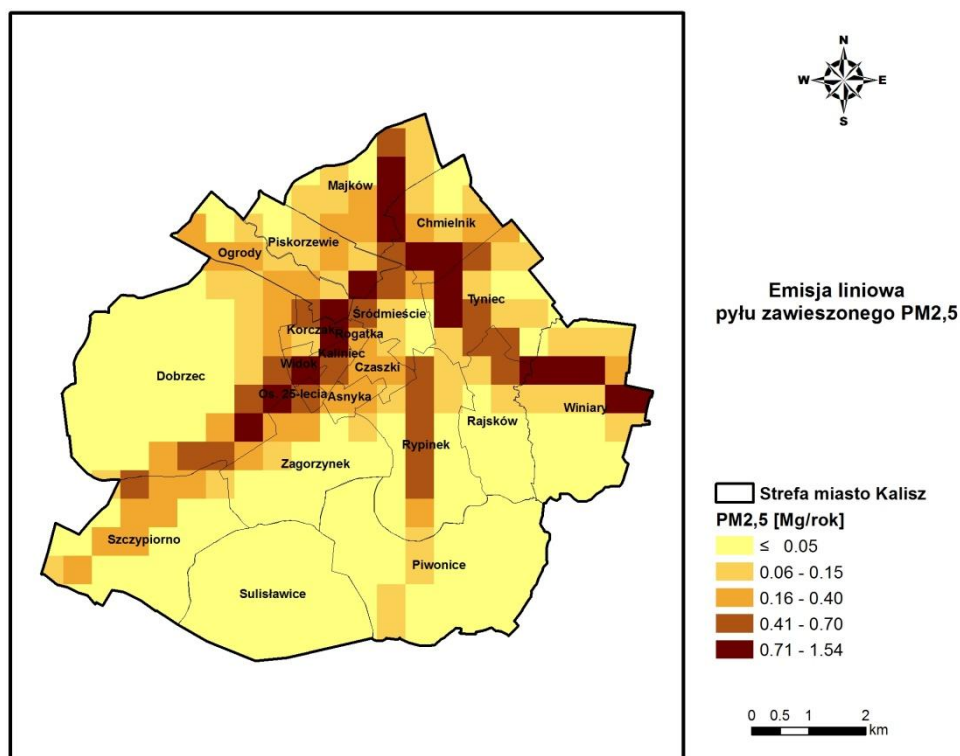 N
W E
S
Majków
Chmielnik
Piskorzewie
Ogrody
Tyniec
Śródmieście
Korczak
Rogatka
Kaliniec
Widok
Czaszki
Dobrzec
Os. 25-lecia
Asnyka
Winiary
Rajsków
Rypinek
Zagorzynek
Szczypiorno
Piwonice
Sulisławice
Emisja liniowa
pyłu zawieszonego PM2,5
Strefa miasto Kalisz
PM2,5 [Mg/rok]
≤ 0.05
0.06 - 0.15
0.16 - 0.40
0.41 - 0.70
0.71 - 1.54
0 0.5 1 2
km